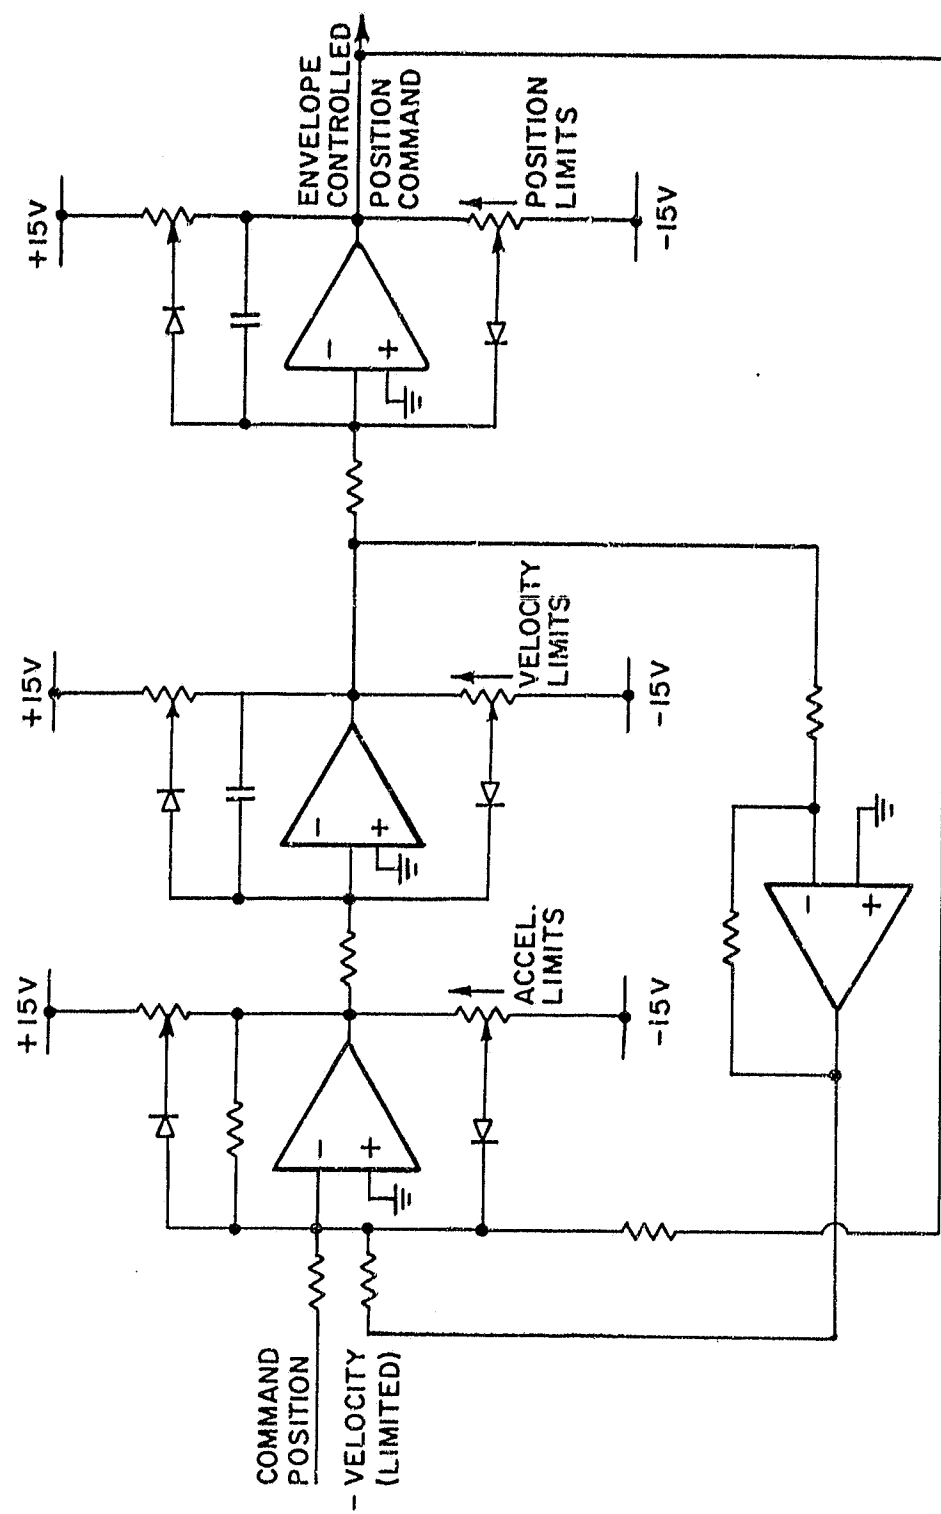 COMMAND
POSITION
– VELOCITY
(LIMITED)
+15V
–
+
ACCEL.
LIMITS
–15V
+15V
–
+
VELOCITY
LIMITS
–15V
+15V
–
+
ENVELOPE
CONTROLLED
POSITION
COMMAND
POSITION
LIMITS
–15V
–
+